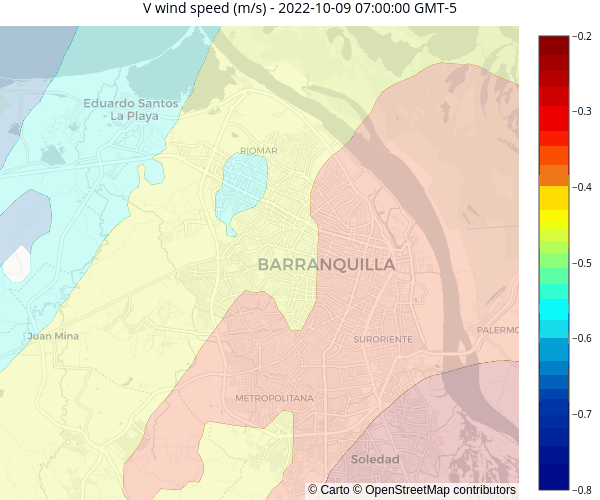 V wind speed (m/s) - 2022-10-09 07:00:00 GMT-5
−0.2
−0.3
−0.4
−0.5
−0.6
−0.7
−0.8
Eduardo Santos
- La Playa
RIOMAR
BARRANQUILLA
Juan Mina
SURORIENTE
PALERMO
METROPOLITANA
Soledad
© Carto © OpenStreetMap contributors